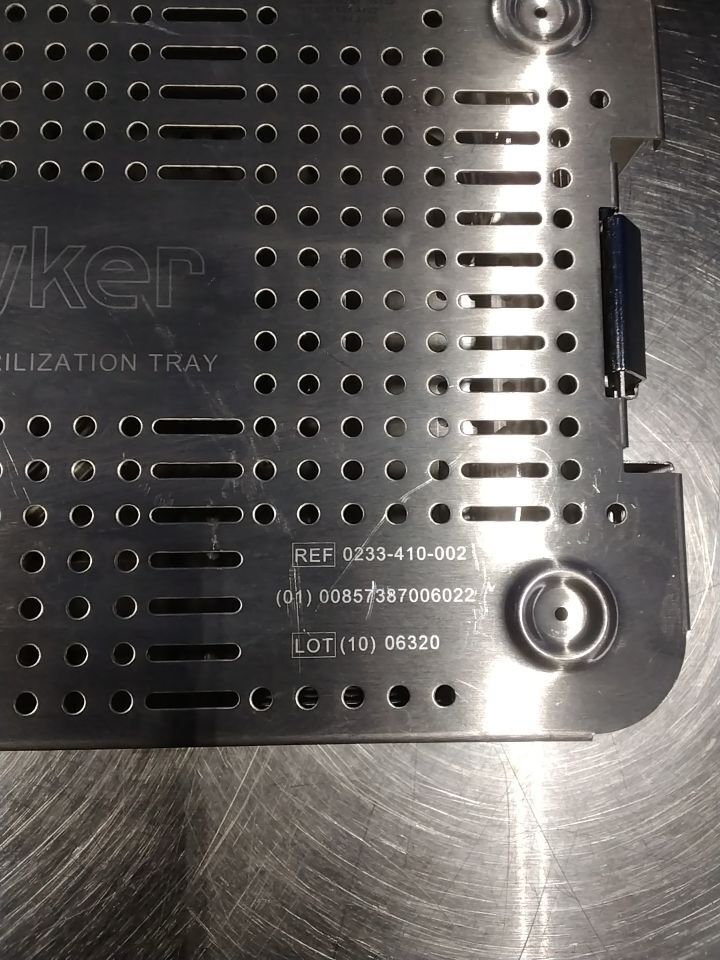 yker
RILIZATION TRAY
REF 0233-410-002
(01) 00857387006022
LOT (10) 06320